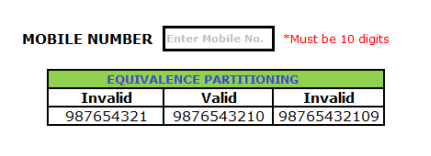 MOBILE NUMBER Enter Mobile No. *Must be 10 digits
EQUIVALENCE PARTITIONING
Invalid Valid Invalid
987654321 9876543210 98765432109